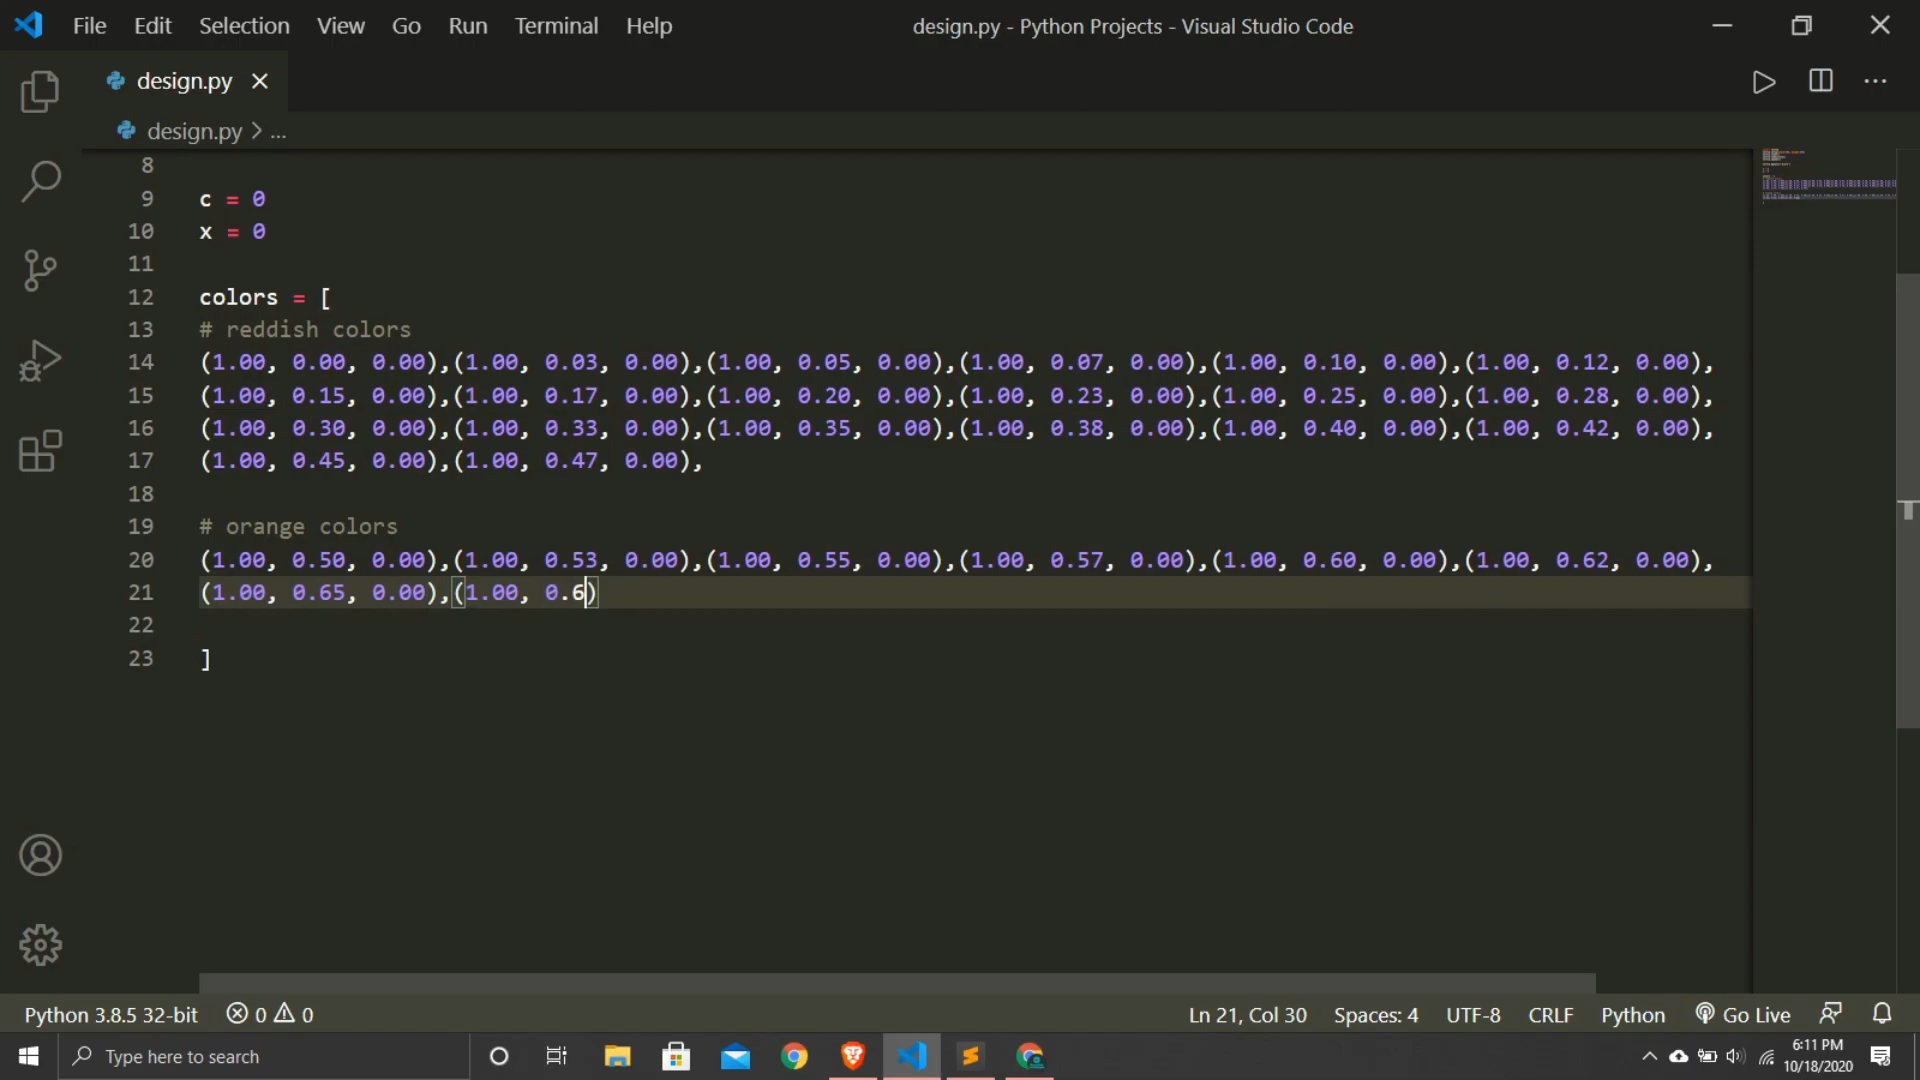 File Edit Selection View Go Run Terminal Help design.py - Python Projects - Visual Studio Code
design.py
design.py > ...
8
9 c = 0
10 x = 0
11
12 colors = [
13 # reddish colors
14 (1.00, 0.00, 0.00),(1.00, 0.03, 0.00),(1.00, 0.05, 0.00),(1.00, 0.07, 0.00),(1.00, 0.10, 0.00),(1.00, 0.12, 0.00),
15 (1.00, 0.15, 0.00),(1.00, 0.17, 0.00),(1.00, 0.20, 0.00),(1.00, 0.23, 0.00),(1.00, 0.25, 0.00),(1.00, 0.28, 0.00),
16 (1.00, 0.30, 0.00),(1.00, 0.33, 0.00),(1.00, 0.35, 0.00),(1.00, 0.38, 0.00),(1.00, 0.40, 0.00),(1.00, 0.42, 0.00),
17 (1.00, 0.45, 0.00),(1.00, 0.47, 0.00),
18
19 # orange colors
20 (1.00, 0.50, 0.00),(1.00, 0.53, 0.00),(1.00, 0.55, 0.00),(1.00, 0.57, 0.00),(1.00, 0.60, 0.00),(1.00, 0.62, 0.00),
21 (1.00, 0.65, 0.00),(1.00, 0.6)
22
23 ]
Python 3.8.5 32-bit 0 0 Ln 21, Col 30 Spaces: 4 UTF-8 CRLF Python Go Live
Type here to search
6:11 PM
10/18/2020